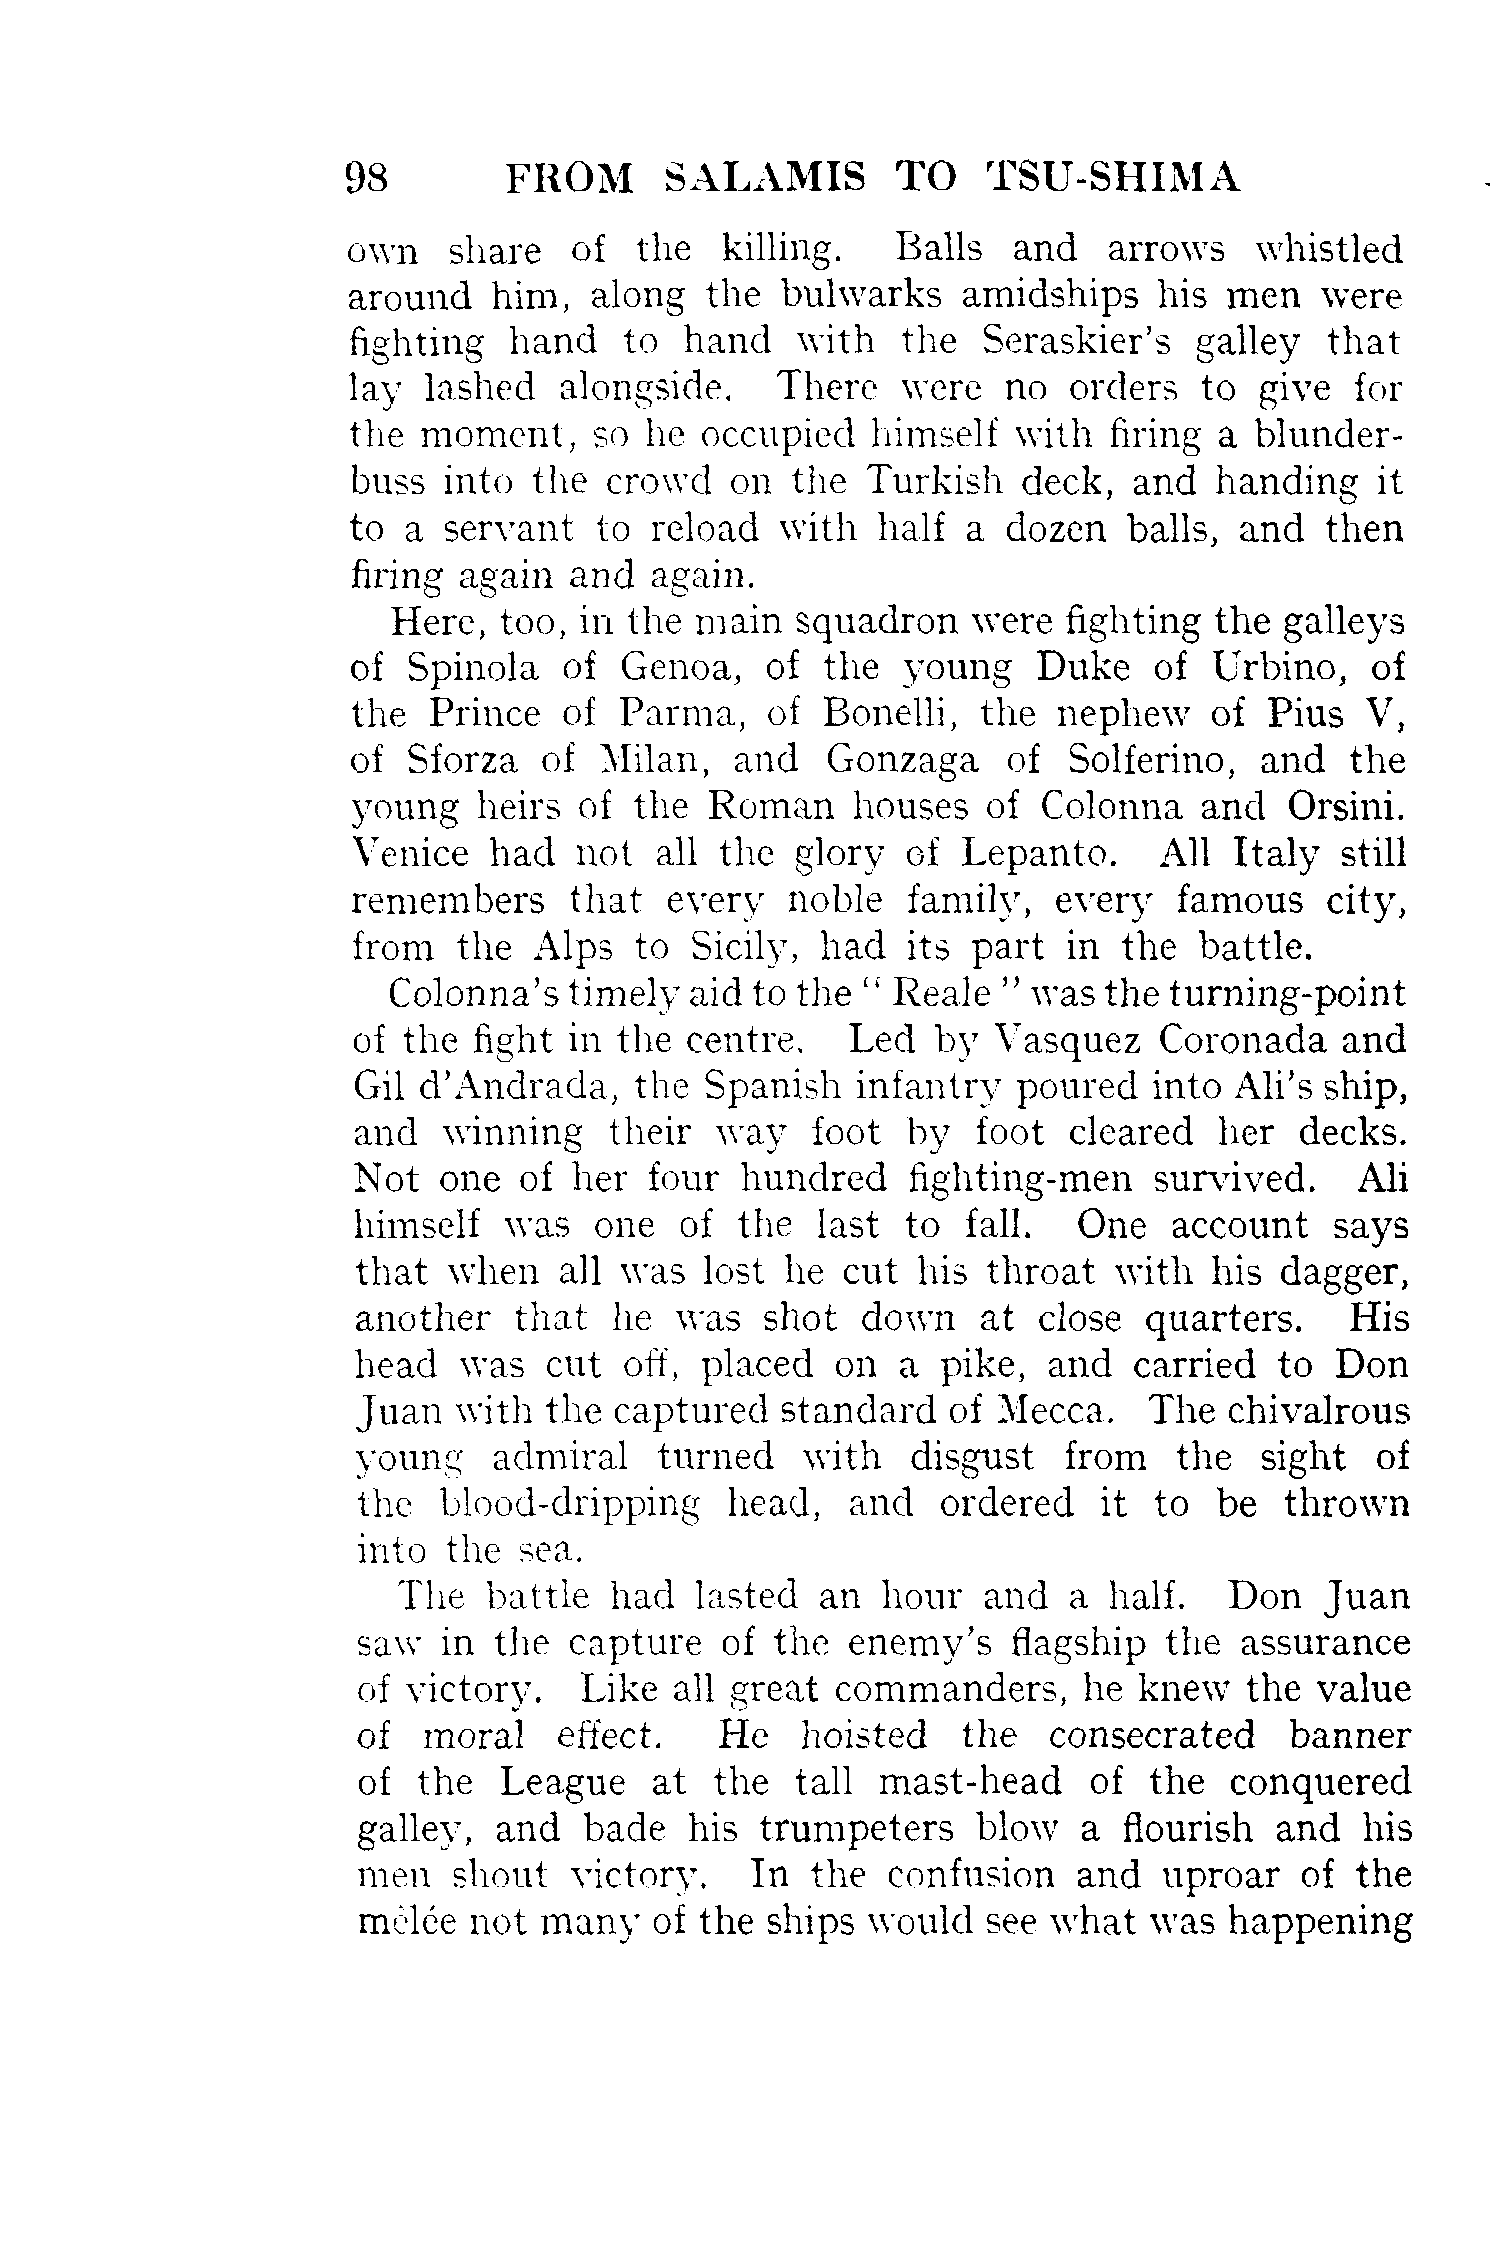 98 FROM SALAMIS TO TSU-SHIMA
own share of the killing. Balls and arrows whistled
around him, along the bulwarks amidships his men were
fighting hand to hand with the Seraskier's galley that
lay lashed alongside. There were no orders to give for
the moment, so he occupied himself with firing a blunder-
buss into the crowd on the Turkish deck, and handing it
to a servant to reload with half a dozen balls, and then
firing again and again.
Here, too, in the main squadron were fighting the galleys
of Spinola of Genoa, of the young Duke of Urbino, of
the Prince of Parma, of Bonelli, the nephew of Pius V,
of Sforza of Milan, and Gonzaga of Solferino, and the
young heirs of the Roman houses of Colonna and Orsini.
Venice had not all the glory of Lepanto. All Italy still
remembers that every noble family, every famous city,
from the Alps to Sicily, had its part in the battle.
Colonna's timely aid to the " Reale " was the turning-point
of the fight in the centre. Led by Vasquez Coronada and
Gil d'Andrada, the Spanish infantry poured into Ali's ship,
and winning their way foot by foot cleared her decks.
Not one of her four hundred fighting-men survived. Ali
himself was one of the last to fall. One account says
that when all was lost he cut his throat with his dagger,
another that he was shot down at close quarters. His
head was cut off, placed on a pike, and carried to Don
Juan with the captured standard of Mecca. The chivalrous
young admiral turned with disgust from the sight of
the blood-dripping head, and ordered it to be thrown
into the sea.
The battle had lasted an hour and a half. Don Juan
saw in the capture of the enemy's flagship the assurance
of victory. Like all great commanders, he knew the value
of moral effect. He hoisted the consecrated banner
of the League at the tall mast-head of the conquered
galley, and bade his trumpeters blow a flourish and his
men shout victory. In the confusion and uproar of the
mêlée not many of the ships would see what was happening